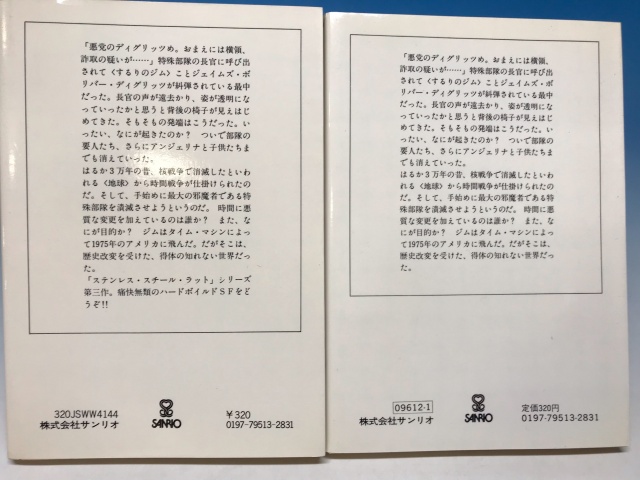 「悪党のディグリッツめ。おまえには横領、
詐取の疑いが……」特殊部隊の長官に呼び出
されて〈するりのジム〉ことジェイムズ・ボ
リバー・ディグリッツが糾弾されている最中
だった。長官の声が遠去かり、姿が透明にな
っていったかと思うと背後の椅子が見えはじ
めてきた。そもそもの発端はこうだった。い
ったい、なにが起きたのか？　ついで部隊の
要人たち、さらにアンジェリナと子供たちま
でも消えていった。
はるか３万年の昔、核戦争で消滅したといわ
れる〈地球〉から時間戦争が仕掛けられたの
だ。そして、手始めに最大の邪魔者である特
殊部隊を潰滅させようというのだ。時間に悪
質な変更を加えているのは誰か？　また、な
にが目的か？　ジムはタイム・マシンによっ
て1975年のアメリカに飛んだ。だがそこは、
歴史改変を受けた、得体の知れない世界だっ
た。
「ステンレス・スチール・ラット」シリーズ
第三作。痛快無類のハードボイルドＳＦをど
うぞ!!
320JSWW4144
株式会社サンリオ
SANRIO
￥320
0197-79513-2831
「悪党のディグリッツめ。おまえには横領、
詐取の疑いが……」特殊部隊の長官に呼び出
されて〈するりのジム〉ことジェイムズ・ボ
リバー・ディグリッツが糾弾されている最中
だった。長官の声が遠去かり、姿が透明にな
っていったかと思うと背後の椅子が見えはじ
めてきた。そもそもの発端はこうだった。い
ったい、なにが起きたのか？　ついで部隊の
要人たち、さらにアンジェリナと子供たちま
でも消えていった。
はるか３万年の昔、核戦争で消滅したといわ
れる〈地球〉から時間戦争が仕掛けられたの
だ。そして、手始めに最大の邪魔者である特
殊部隊を潰滅させようというのだ。時間に悪
質な変更を加えているのは誰か？　また、な
にが目的か？　ジムはタイム・マシンによっ
て1975年のアメリカに飛んだ。だがそこは、
歴史改変を受けた、得体の知れない世界だっ
た。
09612-1
株式会社サンリオ
SANRIO
定価320円
0197-79513-2831